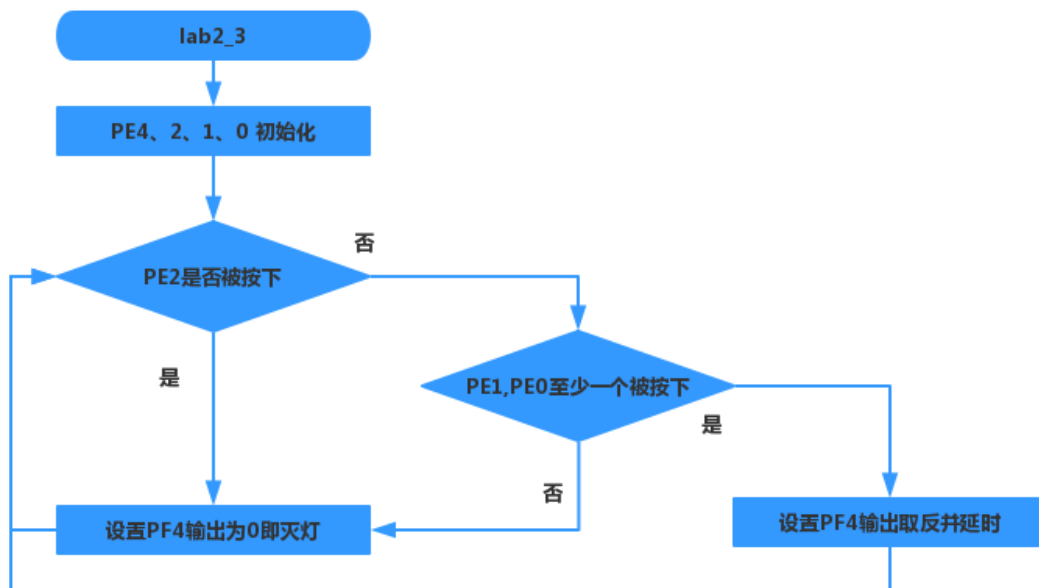 lab2_3
PE4、2、1、0 初始化
否
PE2是否被按下
是
PE1,PE0至少一个被按下
是
否
设置PF4输出为0即灭灯
设置PF4输出取反并延时